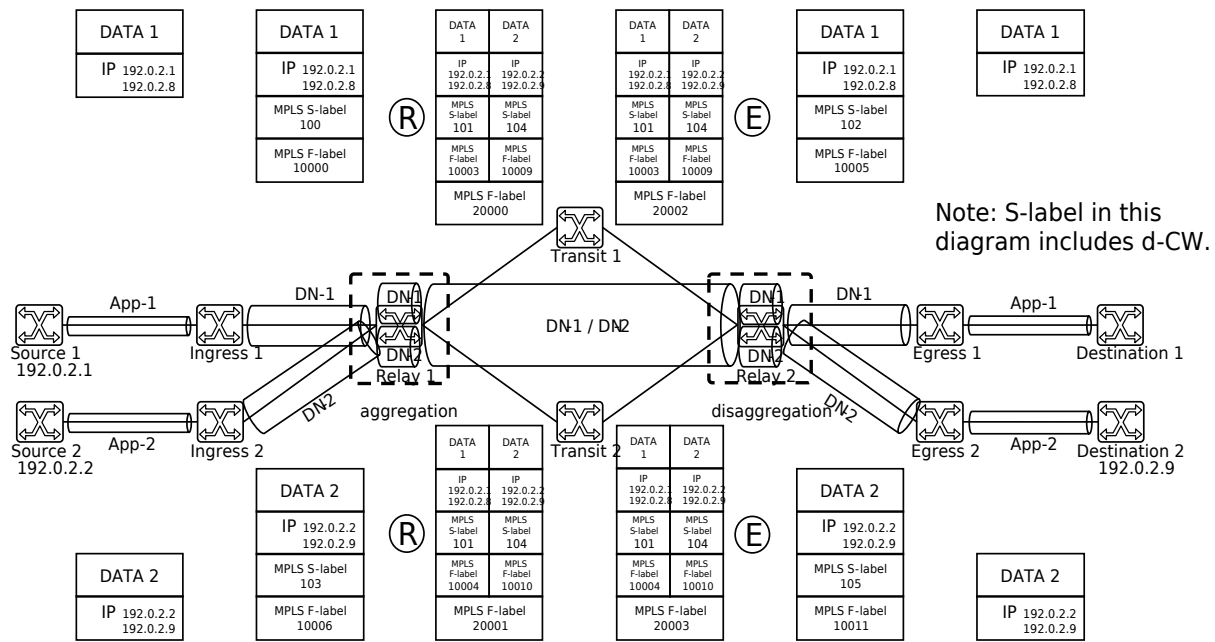 DATA 1
IP 192.0.2.1
192.0.2.8
DATA 1
IP 192.0.2.1
192.0.2.8
MPLS S-label
100
MPLS F-label
10000
R
DATA
1
DATA
2
IP
192.0.2.1
192.0.2.8
IP
192.0.2.2
192.0.2.9
MPLS
S-label
101
MPLS
S-label
104
MPLS
F-label
10003
MPLS
F-label
10009
MPLS F-label
20000
DATA
1
DATA
2
IP
192.0.2.1
192.0.2.8
IP
192.0.2.2
192.0.2.9
MPLS
S-label
101
MPLS
S-label
104
MPLS
F-label
10003
MPLS
F-label
10009
MPLS F-label
20002
E
DATA 1
IP 192.0.2.1
192.0.2.8
MPLS S-label
102
MPLS F-label
10005
DATA 1
IP 192.0.2.1
192.0.2.8
Note: S-label in this
diagram includes d-CW.
Transit 1
App-1
DN-1
DN-1
DN-1 / DN-2
DN-1
DN-1
App-1
Source 1
192.0.2.1
Ingress 1
DN-2
Relay 1
DN-2
Relay 2
Egress 1
Destination 1
DN-2
aggregation
disaggregation
DN-2
App-2
App-2
Source 2
192.0.2.2
Ingress 2
Transit 2
Egress 2
Destination 2
192.0.2.9
DATA 2
IP 192.0.2.2
192.0.2.9
DATA 2
IP 192.0.2.2
192.0.2.9
MPLS S-label
103
MPLS F-label
10006
R
DATA
1
DATA
2
IP
192.0.2.1
192.0.2.8
IP
192.0.2.2
192.0.2.9
MPLS
S-label
101
MPLS
S-label
104
MPLS
F-label
10004
MPLS
F-label
10010
MPLS F-label
20001
DATA
1
DATA
2
IP
192.0.2.1
192.0.2.8
IP
192.0.2.2
192.0.2.9
MPLS
S-label
101
MPLS
S-label
104
MPLS
F-label
10004
MPLS
F-label
10010
MPLS F-label
20003
E
DATA 2
IP 192.0.2.2
192.0.2.9
MPLS S-label
105
MPLS F-label
10011
DATA 2
IP 192.0.2.2
192.0.2.9